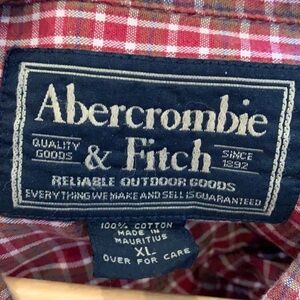 Abercrombie
QUALITY GOODS & Fitch SINCE 1892
RELIABLE OUTDOOR GOODS
EVERYTHING WE MAKE AND SELL IS GUARANTEED
100% COTTON
MADE IN
MAURITIUS
XL
OVER FOR CARE